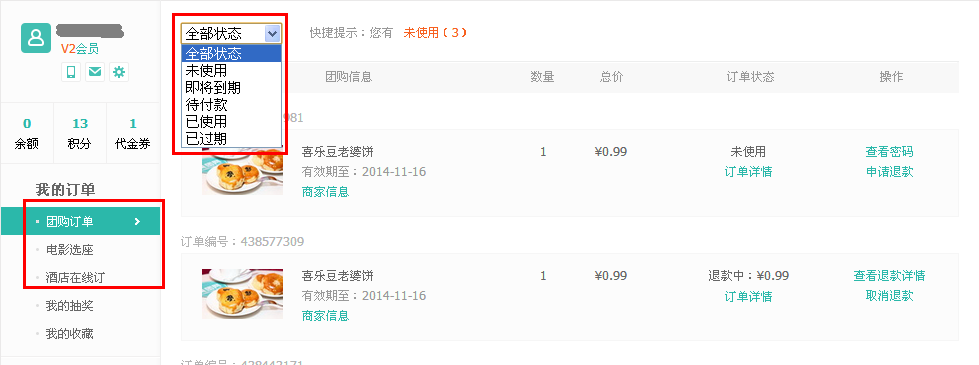 V2会员
0
余额
13
积分
1
代金券
我的订单
团购订单
电影选座
酒店在线订
我的抽奖
我的收藏
全部状态
全部状态
未使用
即将到期
待付款
已使用
已过期
快捷提示：您有 未使用（3）
团购信息 数量 总价 订单状态 操作
981
喜乐豆老婆饼 1 ¥0.99 未使用 查看密码
有效期至：2014-11-16 订单详情 申请退款
商家信息
订单编号：438577309
喜乐豆老婆饼 1 ¥0.99 退款中：¥0.99 查看退款详情
有效期至：2014-11-16 订单详情 取消退款
商家信息